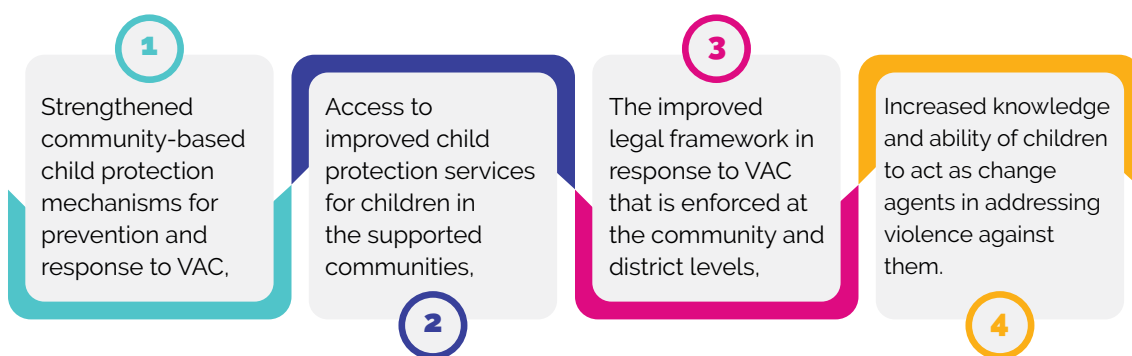 1
Strengthened
community-based
child protection
mechanisms for
prevention and
response to VAC,
Access to
improved child
protection services
for children in
the supported
communities,
2
3
The improved
legal framework in
response to VAC
that is enforced at
the community and
district levels,
Increased knowledge
and ability of children
to act as change
agents in addressing
violence against
them.
4